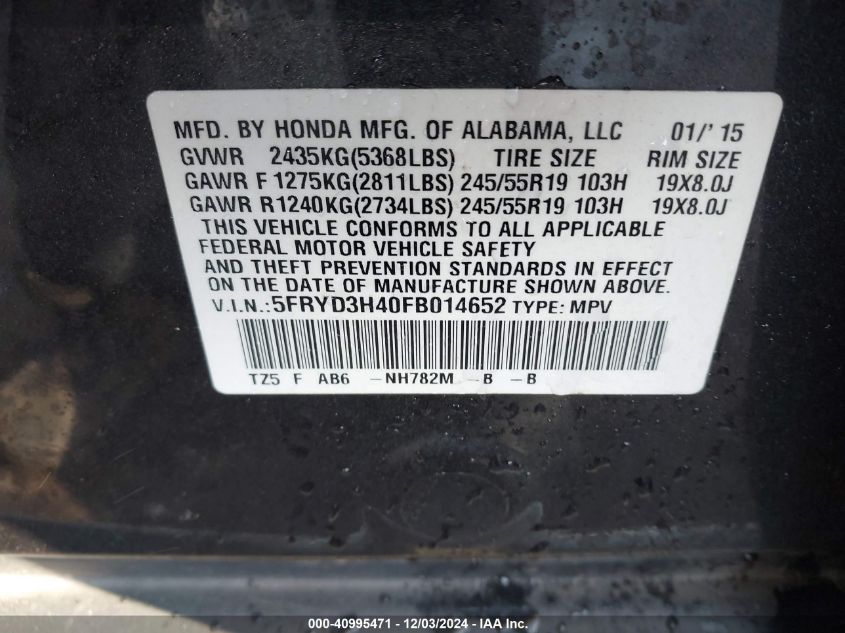 MFD. BY HONDA MFG. OF ALABAMA, LLC 01/'15
GVWR 2435KG(5368LBS) TIRE SIZE RIM SIZE
GAWR F 1275KG(2811LBS) 245/55R19 103H 19X8.0J
GAWR R1240KG(2734LBS) 245/55R19 103H 19X8.0J
THIS VEHICLE CONFORMS TO ALL APPLICABLE
FEDERAL MOTOR VEHICLE SAFETY
AND THEFT PREVENTION STANDARDS IN EFFECT
ON THE DATE OF MANUFACTURE SHOWN ABOVE.
V.I.N.:5FRYD3H40FB014652 TYPE: MPV
TZ5 F AB6 -NH782M -B -B
000-40995471 - 12/03/2024 - IAA Inc.